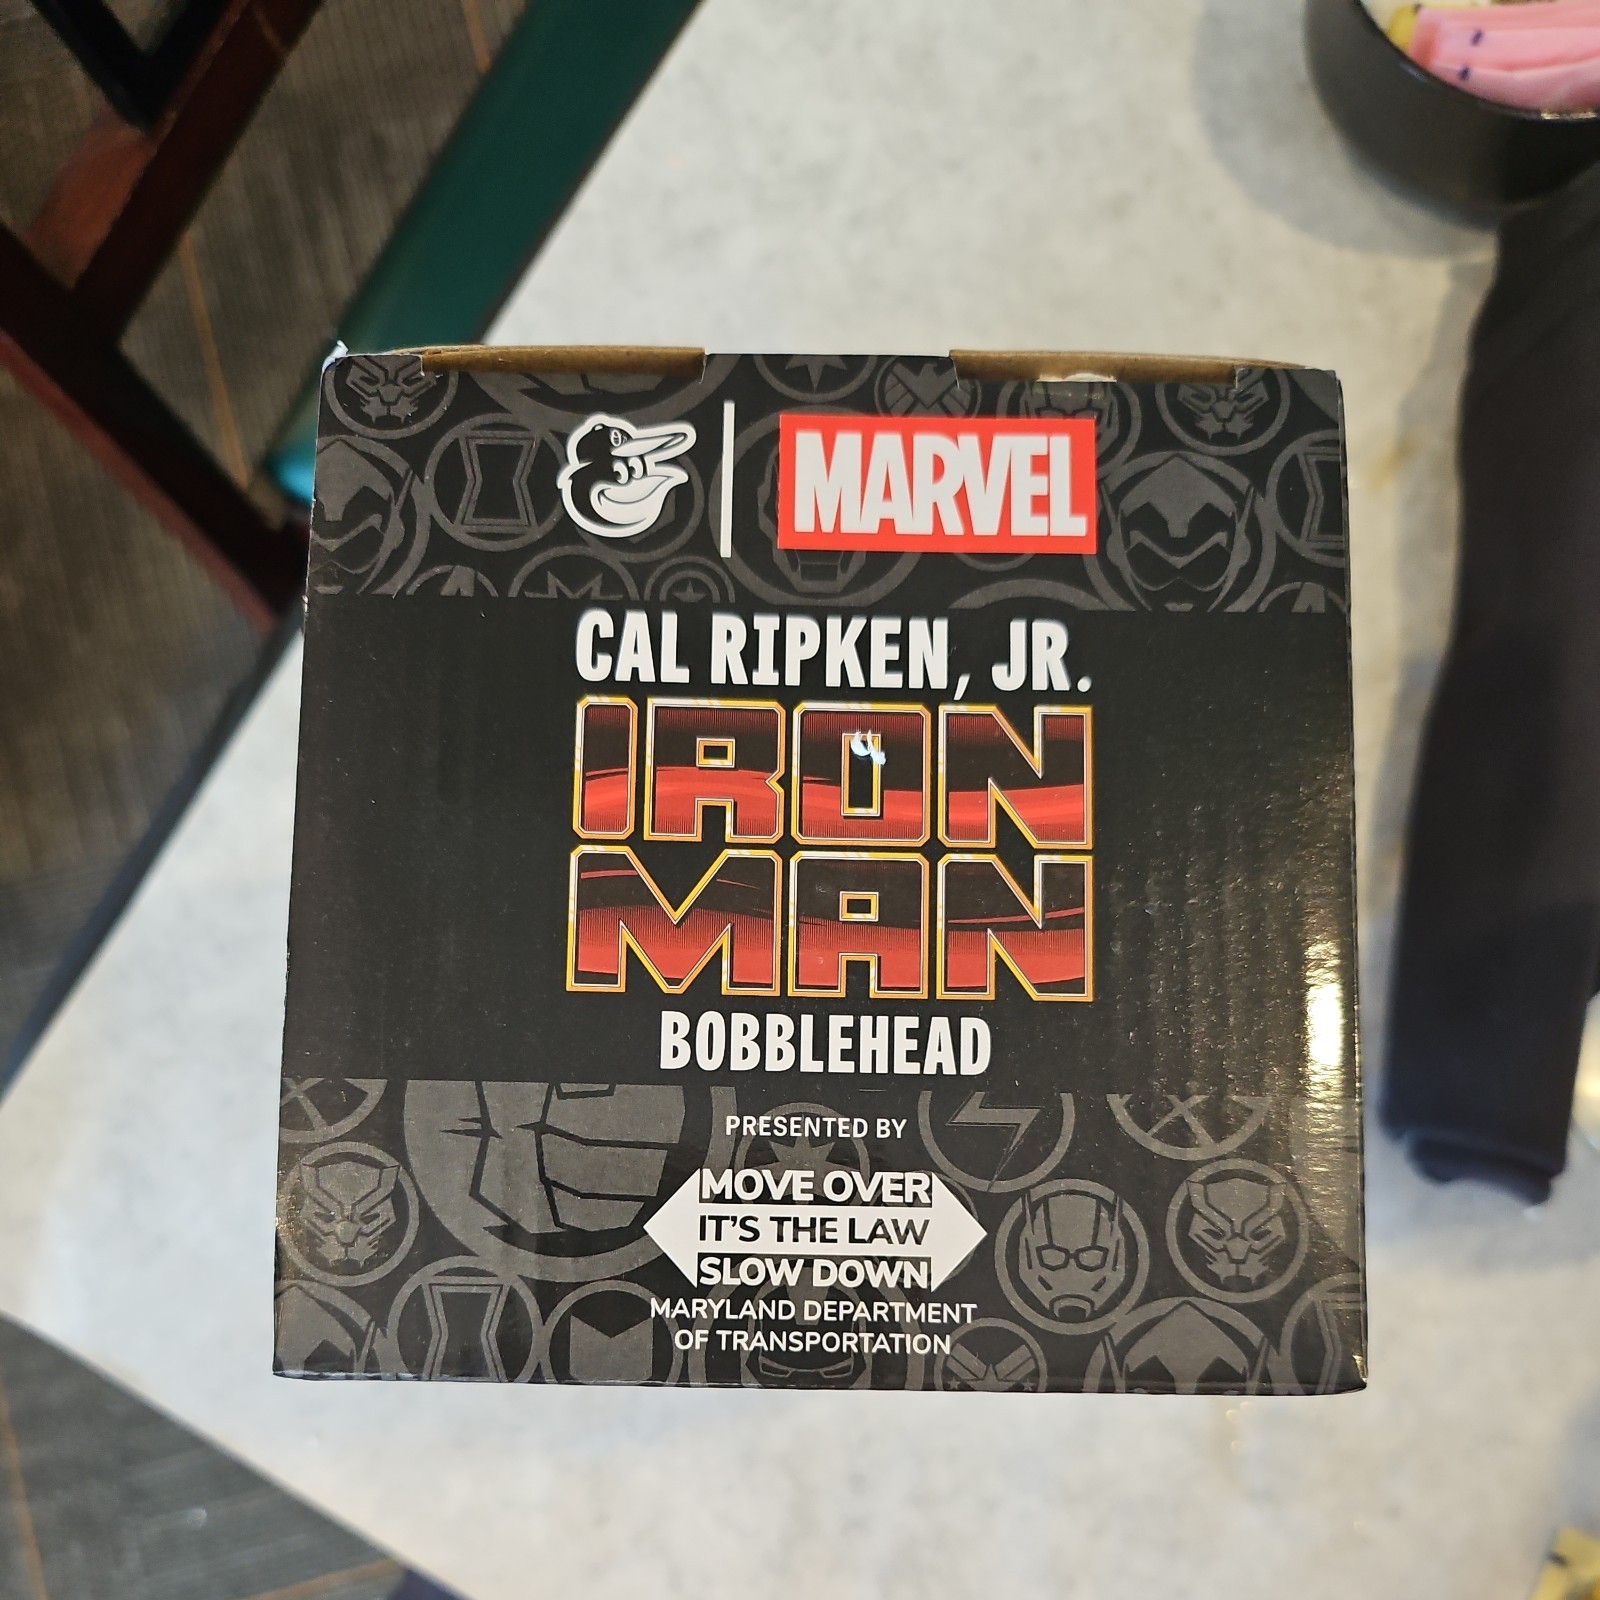 MARVEL
CAL RIPKEN, JR.
IRON
MAN
BOBBLEHEAD
PRESENTED BY
MOVE OVER
IT'S THE LAW
SLOW DOWN
MARYLAND DEPARTMENT
OF TRANSPORTATION